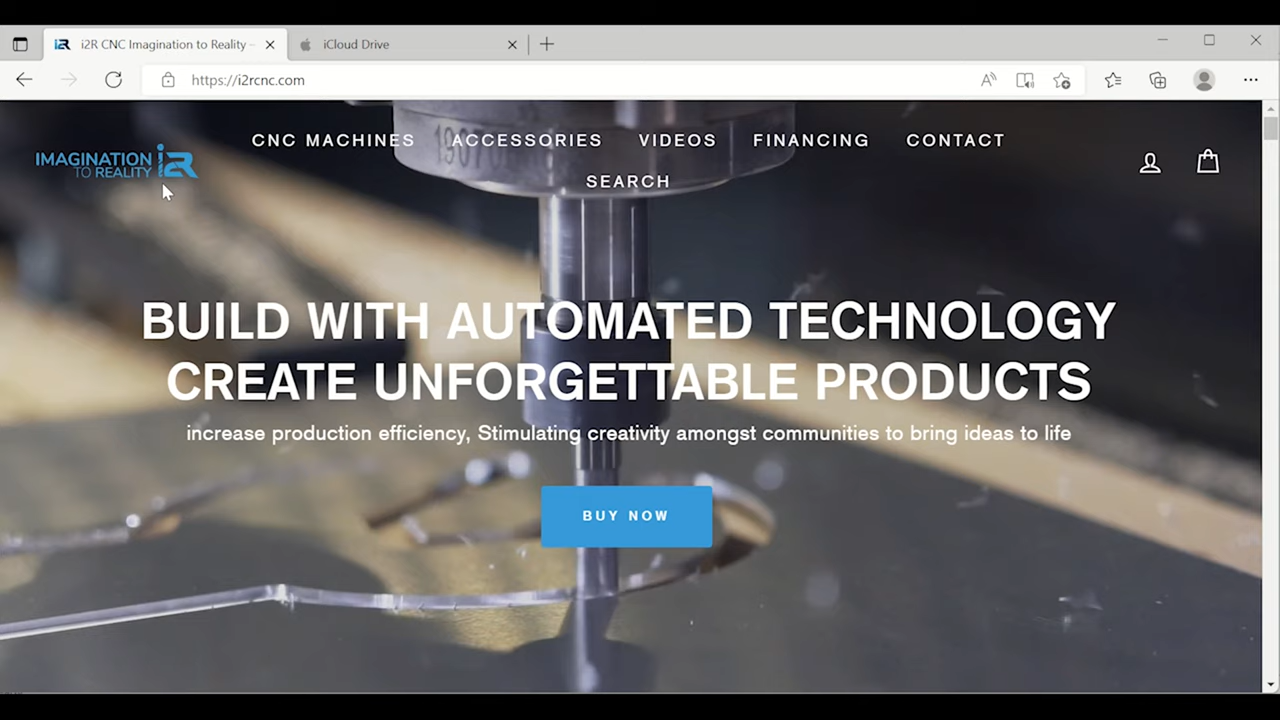 i2R CNC Imagination to Reality –
iCloud Drive
https://i2rcnc.com
IMAGINATION
TO REALITY i2R
CNC MACHINES ACCESSORIES VIDEOS FINANCING CONTACT
SEARCH
BUILD WITH AUTOMATED TECHNOLOGY
CREATE UNFORGETTABLE PRODUCTS
increase production efficiency, Stimulating creativity amongst communities to bring ideas to life
BUY NOW